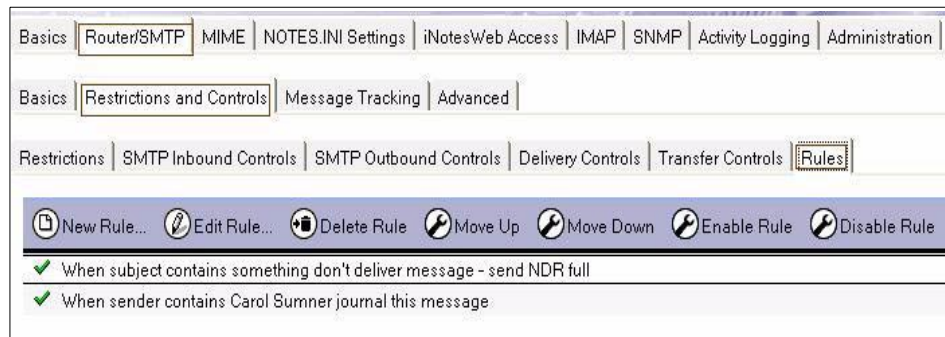 Basics Router/SMTP MIME NOTES.INI Settings iNotesWeb Access IMAP SNMP Activity Logging Administration
Basics Restrictions and Controls Message Tracking Advanced
Restrictions SMTP Inbound Controls SMTP Outbound Controls Delivery Controls Transfer Controls Rules
New Rule... Edit Rule... Delete Rule Move Up Move Down Enable Rule Disable Rule
When subject contains something don't deliver message - send NDR full
When sender contains Carol Sumner journal this message